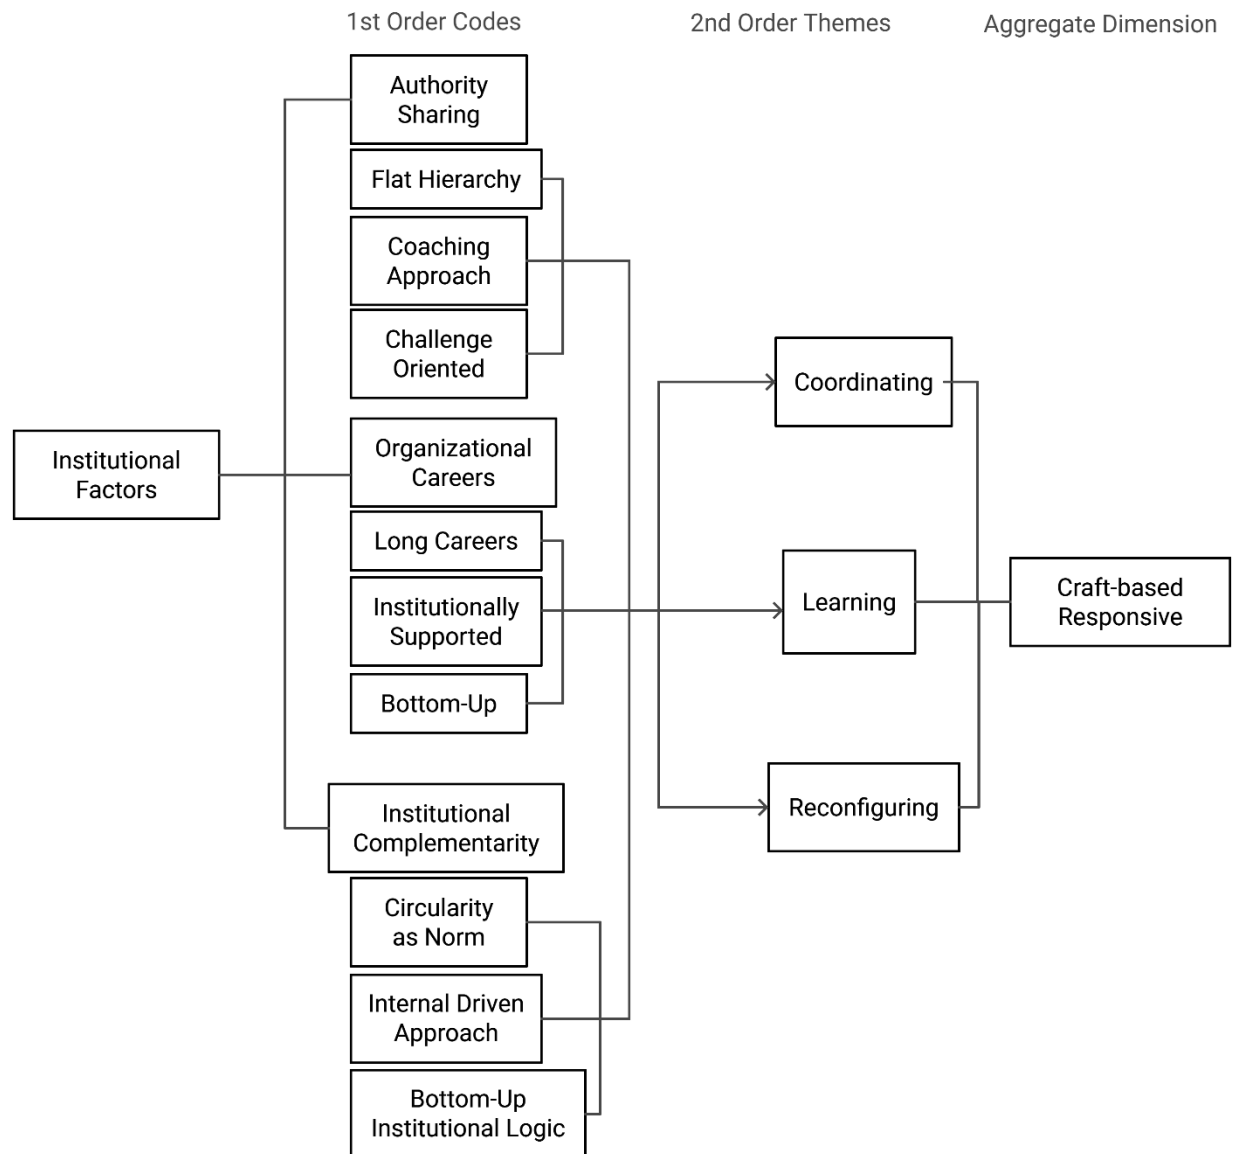 1st Order Codes
2nd Order Themes
Aggregate Dimension
Authority
Sharing
Flat Hierarchy
Coaching
Approach
Challenge
Oriented
Institutional
Factors
Organizational
Careers
Long Careers
Institutionally
Supported
Bottom-Up
Institutional
Complementarity
Circularity
as Norm
Internal Driven
Approach
Bottom-Up
Institutional Logic
Coordinating
Learning
Reconfiguring
Craft-based
Responsive